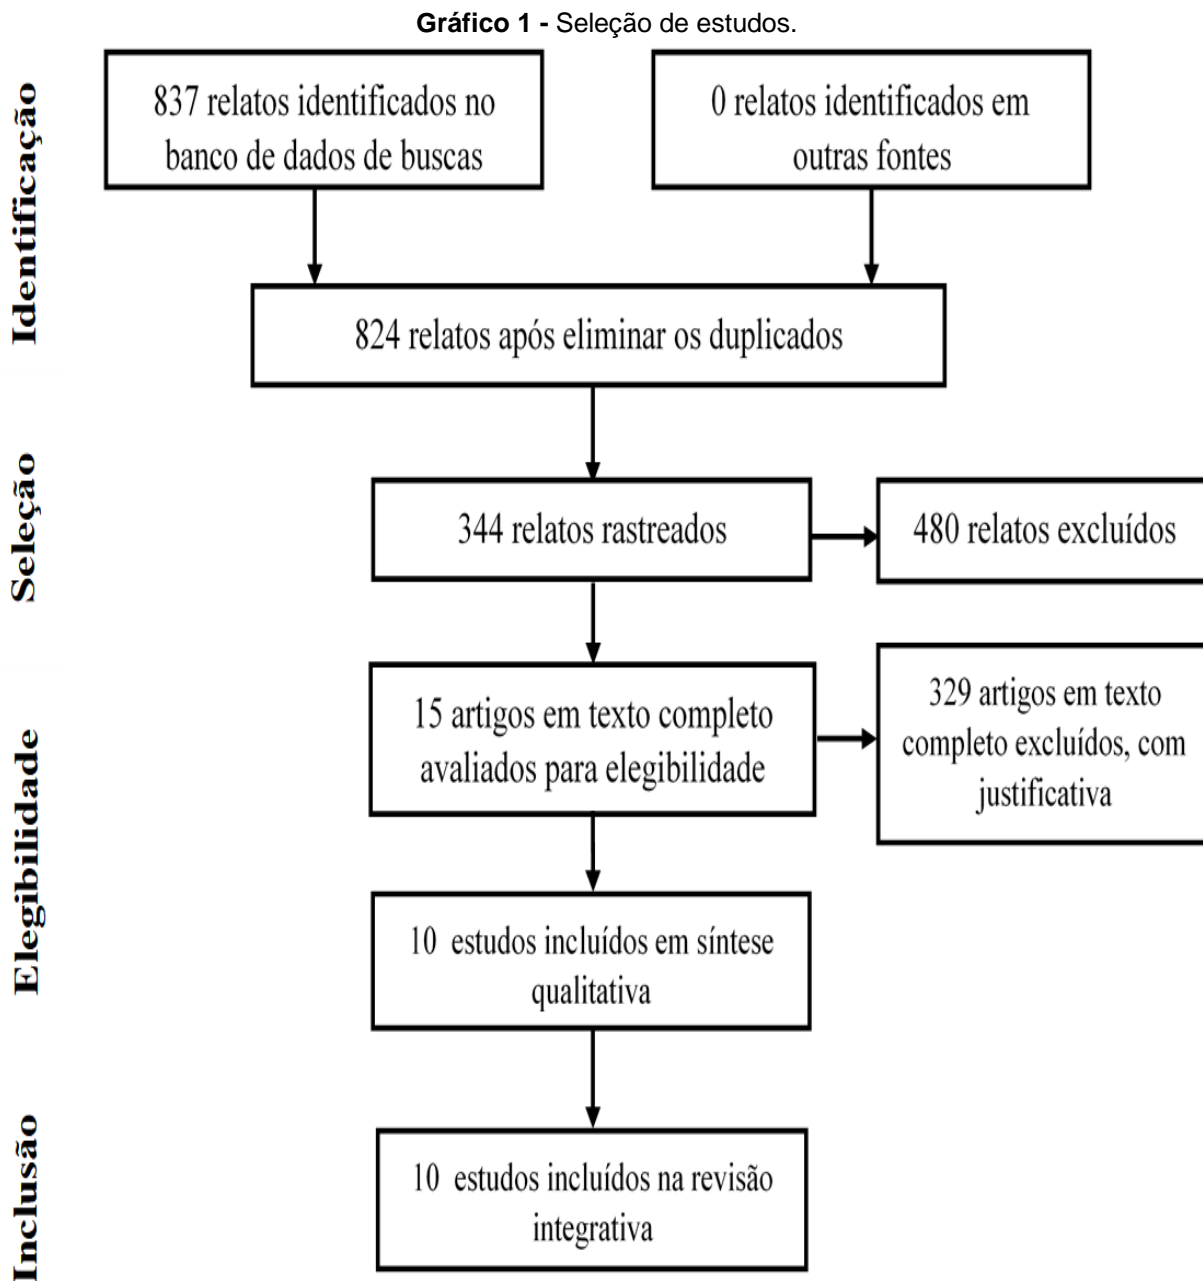 Gráfico 1 - Seleção de estudos.
Identificação
837 relatos identificados no
banco de dados de buscas
0 relatos identificados em
outras fontes
824 relatos após eliminar os duplicados
Seleção
344 relatos rastreados
480 relatos excluídos
Elegibilidade
15 artigos em texto completo
avaliados para elegibilidade
329 artigos em texto
completo excluídos, com
justificativa
10 estudos incluídos em síntese
qualitativa
Inclusão
10 estudos incluídos na revisão
integrativa